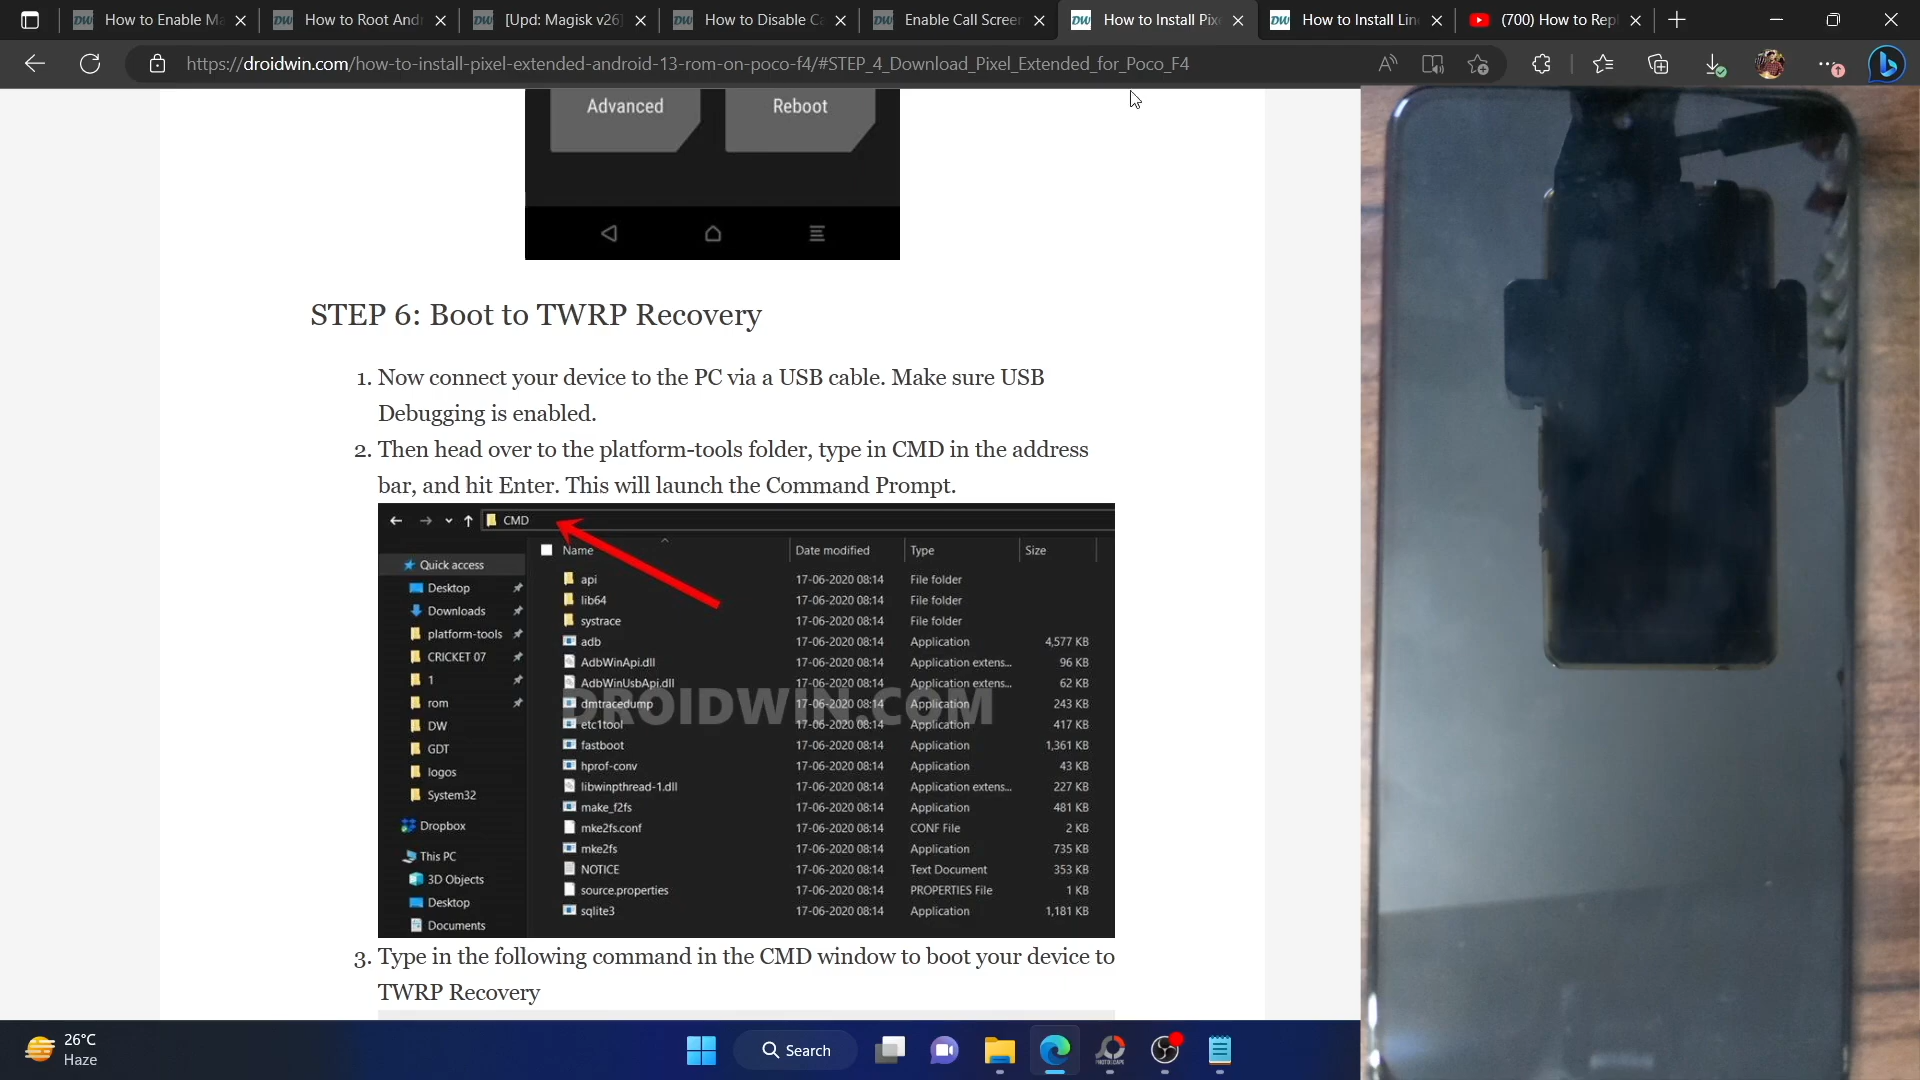 How to Enable Ma
How to Root And
[Upd: Magisk v26
How to Disable Ca
Enable Call Screen
How to Install Pix
How to Install Lin
(700) How to Repl
https://droidwin.com/how-to-install-pixel-extended-android-13-rom-on-poco-f4/#STEP_4_Download_Pixel_Extended_for_Poco_F4
Advanced
Reboot
STEP 6: Boot to TWRP Recovery
1. Now connect your device to the PC via a USB cable. Make sure USB
Debugging is enabled.
2. Then head over to the platform-tools folder, type in CMD in the address
bar, and hit Enter. This will launch the Command Prompt.
CMD
Name Date modified Type Size
Quick access
Desktop
Downloads
platform-tools
CRICKET 07
1
rom
DW
GDT
logos
System32
Dropbox
This PC
3D Objects
Desktop
Documents
api 17-06-2020 08:14 File folder
lib64 17-06-2020 08:14 File folder
systrace 17-06-2020 08:14 File folder
adb 17-06-2020 08:14 Application 4,577 KB
AdbWinApi.dll 17-06-2020 08:14 Application extens... 96 KB
AdbWinUsbApi.dll 17-06-2020 08:14 Application extens... 62 KB
dmtracedump 17-06-2020 08:14 Application 243 KB
etc1tool 17-06-2020 08:14 Application 417 KB
fastboot 17-06-2020 08:14 Application 1,361 KB
hprof-conv 17-06-2020 08:14 Application 43 KB
libwinpthread-1.dll 17-06-2020 08:14 Application extens... 227 KB
make_f2fs 17-06-2020 08:14 Application 481 KB
mke2fs.conf 17-06-2020 08:14 CONF File 2 KB
mke2fs 17-06-2020 08:14 Application 735 KB
NOTICE 17-06-2020 08:14 Text Document 353 KB
source.properties 17-06-2020 08:14 PROPERTIES File 1 KB
sqlite3 17-06-2020 08:14 Application 1,181 KB
DROIDWIN.COM
3. Type in the following command in the CMD window to boot your device to
TWRP Recovery
26°C
Haze
Search